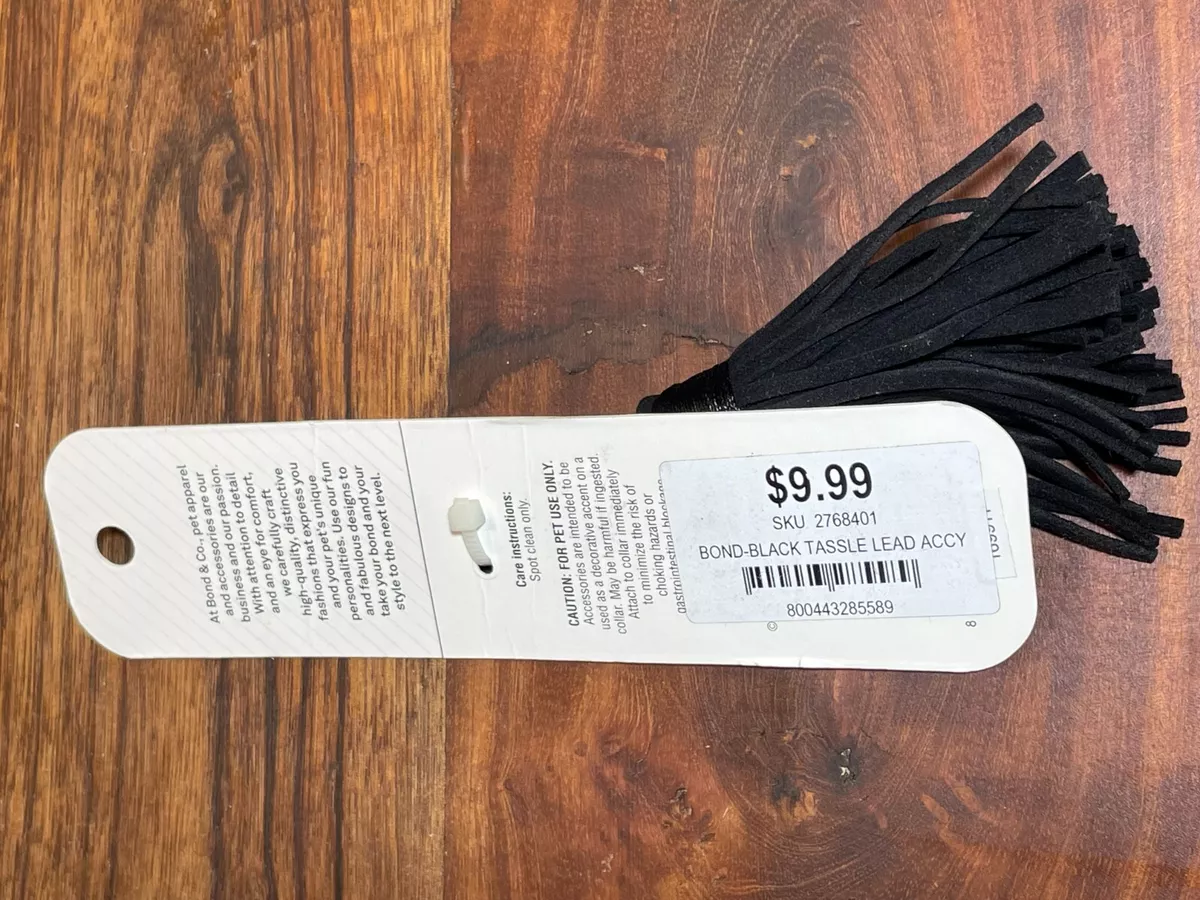 At Bond & Co., pet apparel
and accessories are our
business and our passion.
With attention to detail
and an eye for comfort,
we carefully craft
high-quality, distinctive
fashions that express you
and your pet's unique
personalities. Use our fun
and fabulous designs to
take your bond and your
style to the next level.
Care instructions:
Spot clean only.
CAUTION: FOR PET USE ONLY.
Accessories are intended to be
used as a decorative accent on a
collar. May be harmful if ingested.
Attach to collar immediately
to minimize the risk of
choking hazards or
gastrointestinal blockage
$9.99
SKU 2768401
BOND-BLACK TASSLE LEAD ACCY
800443285589
©
8